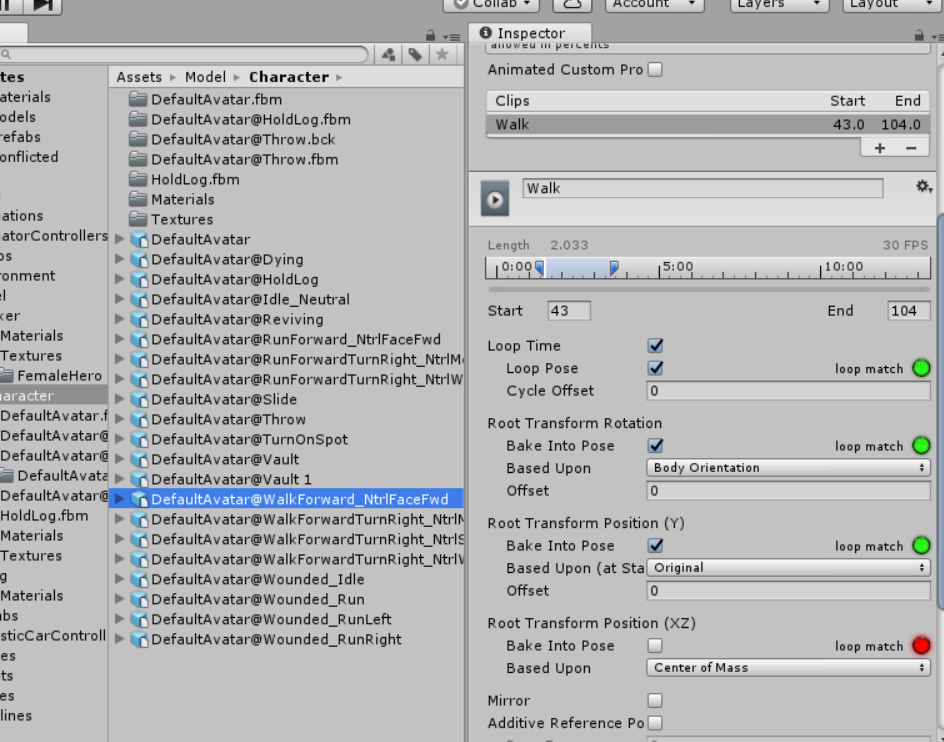 Collab
Account
Layers
Layout
Inspector
allowed in percents
Animated Custom Pro
Clips Start End
Walk 43.0 104.0
+ −
Walk
Length 2.033 30 FPS
0:00 5:00 10:00
Start 43 End 104
Loop Time
Loop Pose loop match
Cycle Offset 0
Root Transform Rotation
Bake Into Pose loop match
Based Upon Body Orientation
Offset 0
Root Transform Position (Y)
Bake Into Pose loop match
Based Upon (at Sta Original
Offset 0
Root Transform Position (XZ)
Bake Into Pose loop match
Based Upon Center of Mass
Mirror
Additive Reference Po
Assets Model Character
DefaultAvatar.fbm
DefaultAvatar@HoldLog.fbm
DefaultAvatar@Throw.bck
DefaultAvatar@Throw.fbm
HoldLog.fbm
Materials
Textures
DefaultAvatar
DefaultAvatar@Dying
DefaultAvatar@HoldLog
DefaultAvatar@Idle_Neutral
DefaultAvatar@Reviving
DefaultAvatar@RunForward_NtrlFaceFwd
DefaultAvatar@RunForwardTurnRight_NtrlM
DefaultAvatar@RunForwardTurnRight_NtrlW
DefaultAvatar@Slide
DefaultAvatar@Throw
DefaultAvatar@TurnOnSpot
DefaultAvatar@Vault
DefaultAvatar@Vault 1
DefaultAvatar@WalkForward_NtrlFaceFwd
DefaultAvatar@WalkForwardTurnRight_NtrlM
DefaultAvatar@WalkForwardTurnRight_NtrlS
DefaultAvatar@WalkForwardTurnRight_NtrlW
DefaultAvatar@Wounded_Idle
DefaultAvatar@Wounded_Run
DefaultAvatar@Wounded_RunLeft
DefaultAvatar@Wounded_RunRight
tes
aterials
odels
refabs
onflicted
ations
atorControllers
os
ronment
el
ker
Materials
Textures
FemaleHero
haracter
DefaultAvatar.f
DefaultAvatar@
DefaultAvatar@
DefaultAvata
DefaultAvatar@
HoldLog.fbm
Materials
Textures
g
Materials
abs
sticCarControll
es
ts
es
lines